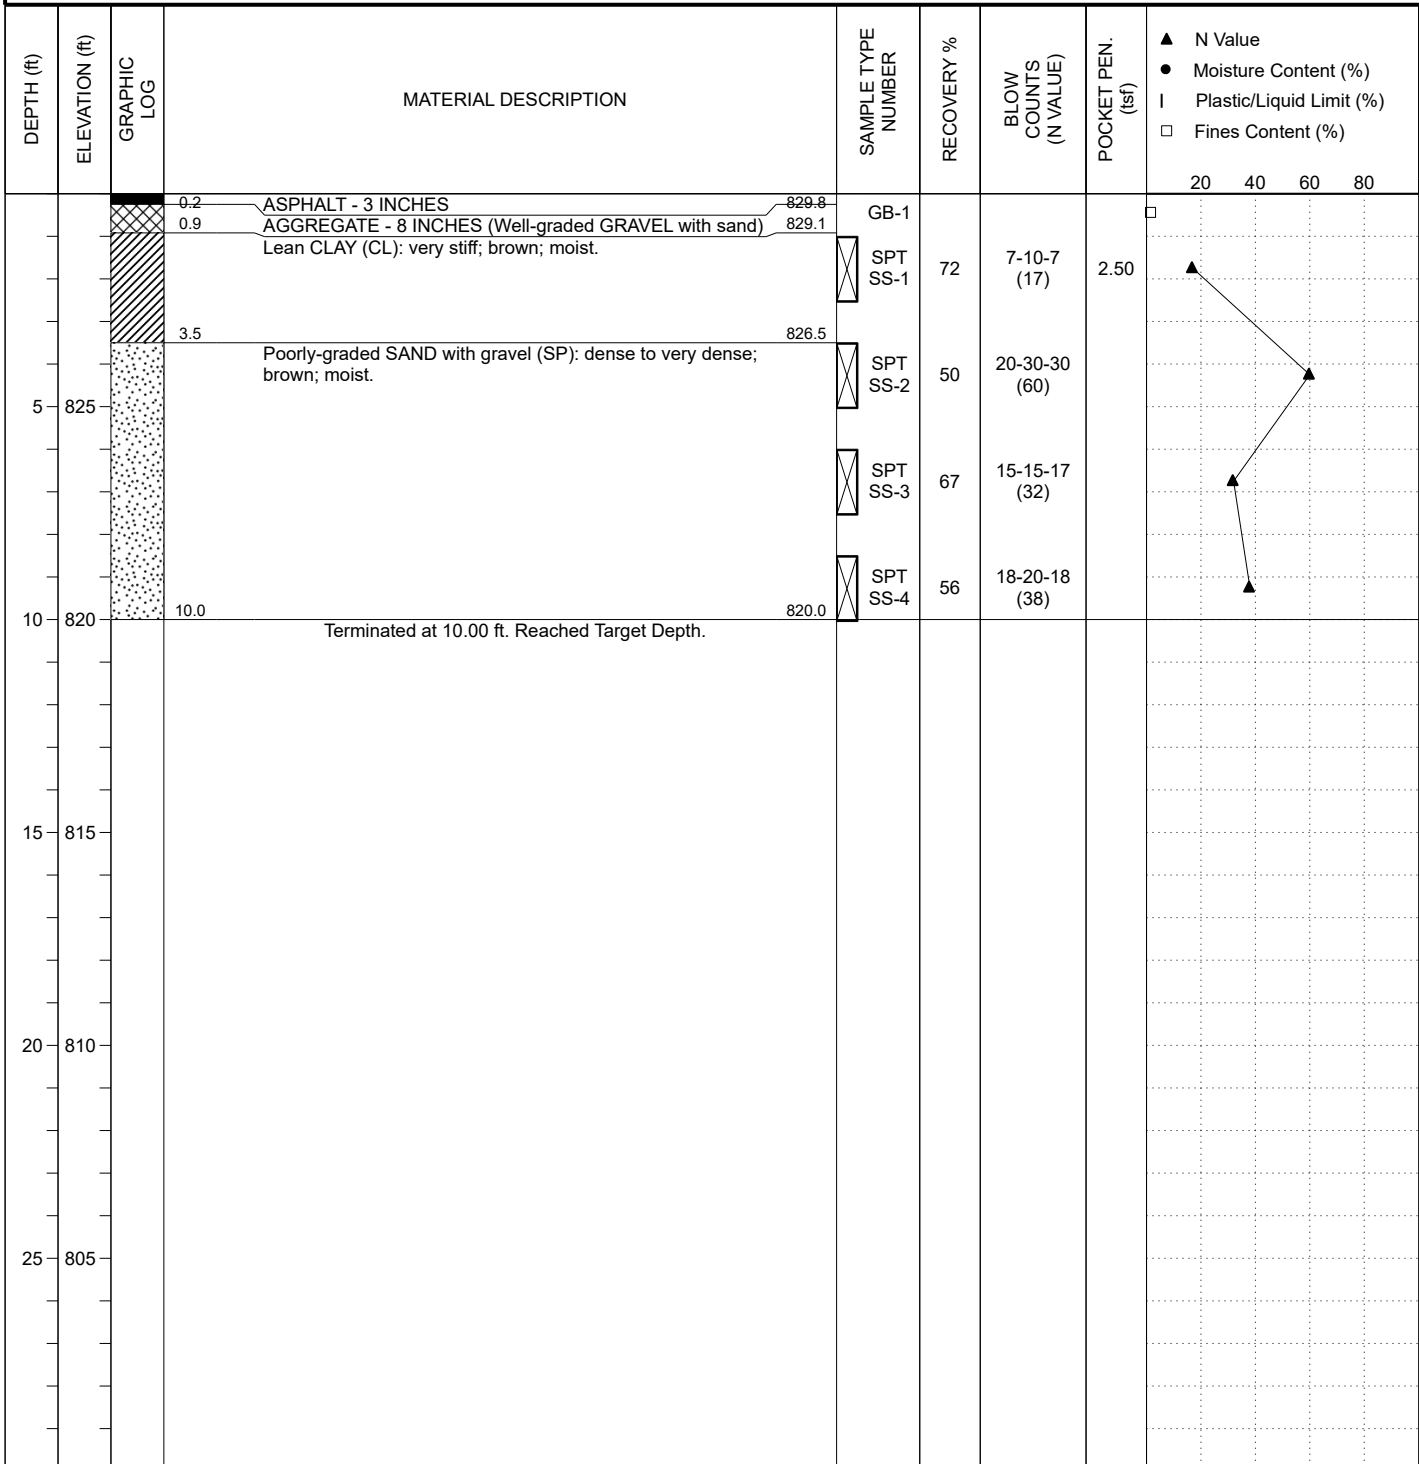 DEPTH (ft)
ELEVATION (ft)
GRAPHIC
LOG
MATERIAL DESCRIPTION
SAMPLE TYPE
NUMBER
RECOVERY %
BLOW
COUNTS
(N VALUE)
POCKET PEN.
(tsf)
N Value
Moisture Content (%)
Plastic/Liquid Limit (%)
Fines Content (%)
20 40 60 80
0.2 ASPHALT - 3 INCHES 829.8
GB-1
0.9 AGGREGATE - 8 INCHES (Well-graded GRAVEL with sand) 829.1
Lean CLAY (CL): very stiff; brown; moist.
SPT
SS-1
72
7-10-7
(17)
2.50
3.5 826.5
Poorly-graded SAND with gravel (SP): dense to very dense;
brown; moist.
SPT
SS-2
50
20-30-30
(60)
5 825
SPT
SS-3
67
15-15-17
(32)
SPT
SS-4
56
18-20-18
(38)
10 820 10.0 820.0
Terminated at 10.00 ft. Reached Target Depth.
15 815
20 810
25 805